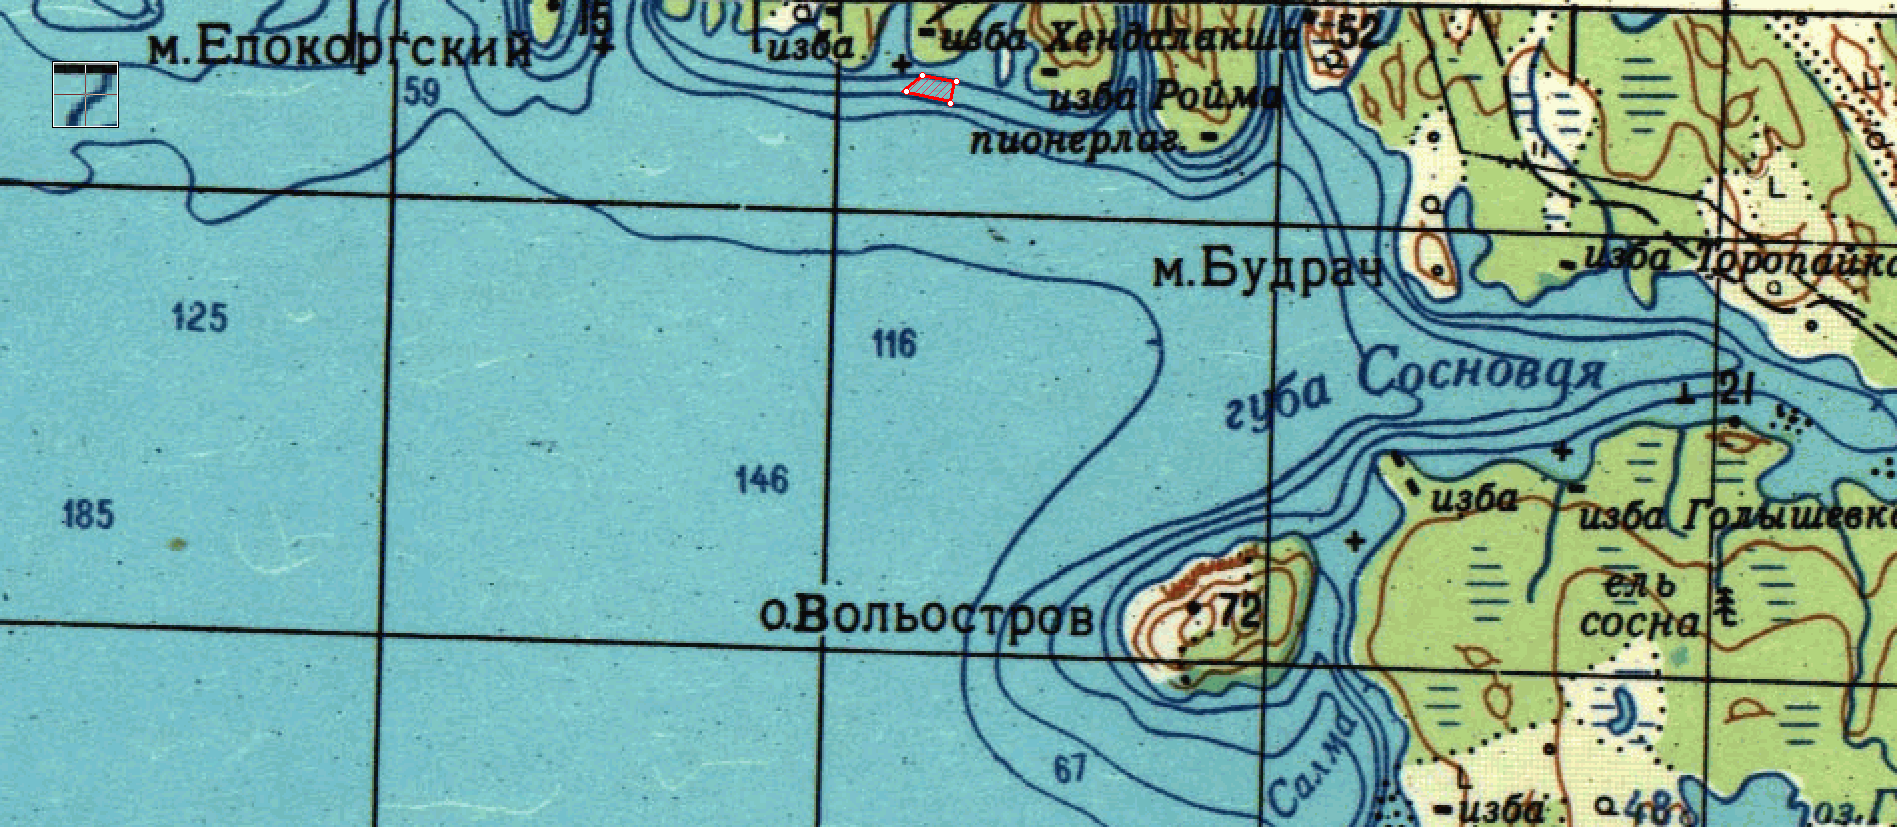 м.Елокоргский
15
изба
изба Хендалакша
52
59
изба Ройма
пионерлаг.
м.Будрач
изба Торопайка
125
116
губа Сосновая
21
146
185
изба
изба Голышевка
ель
сосна
о.Вольостров
72
67
Салма
изба
48
оз.Г